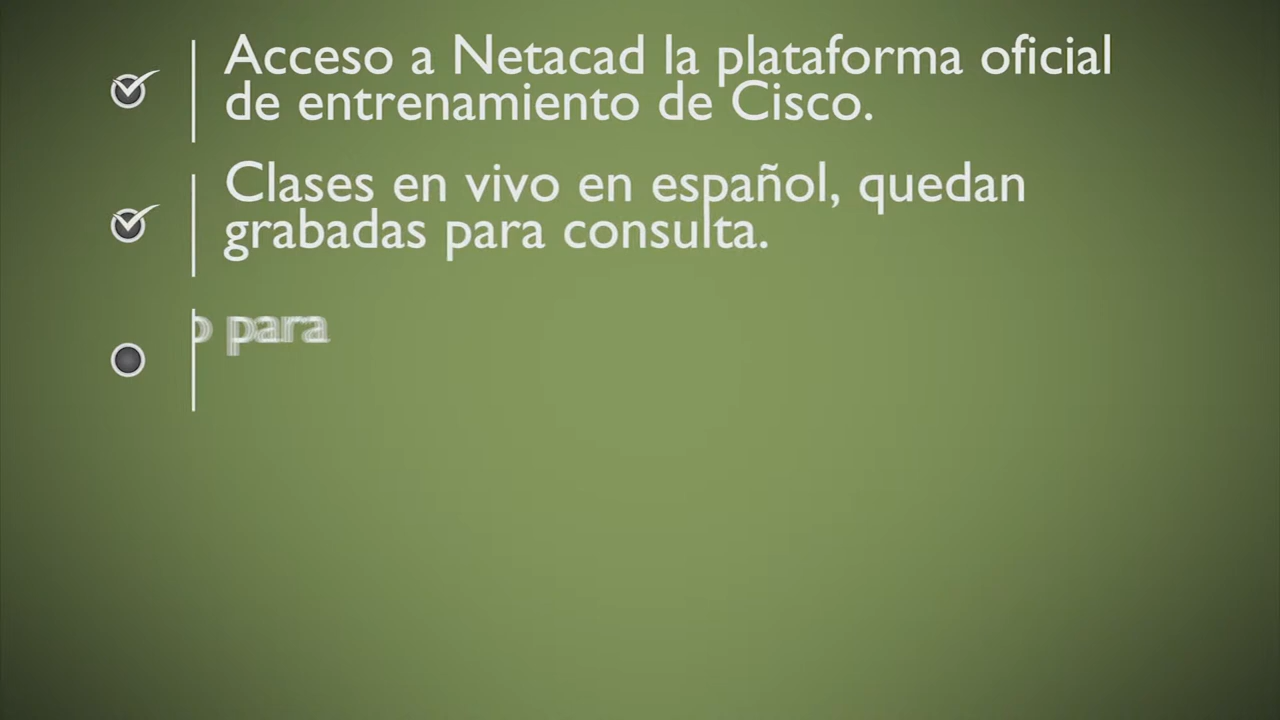 Acceso a Netacad la plataforma oficial
de entrenamiento de Cisco.
Clases en vivo en español, quedan
grabadas para consulta.
para